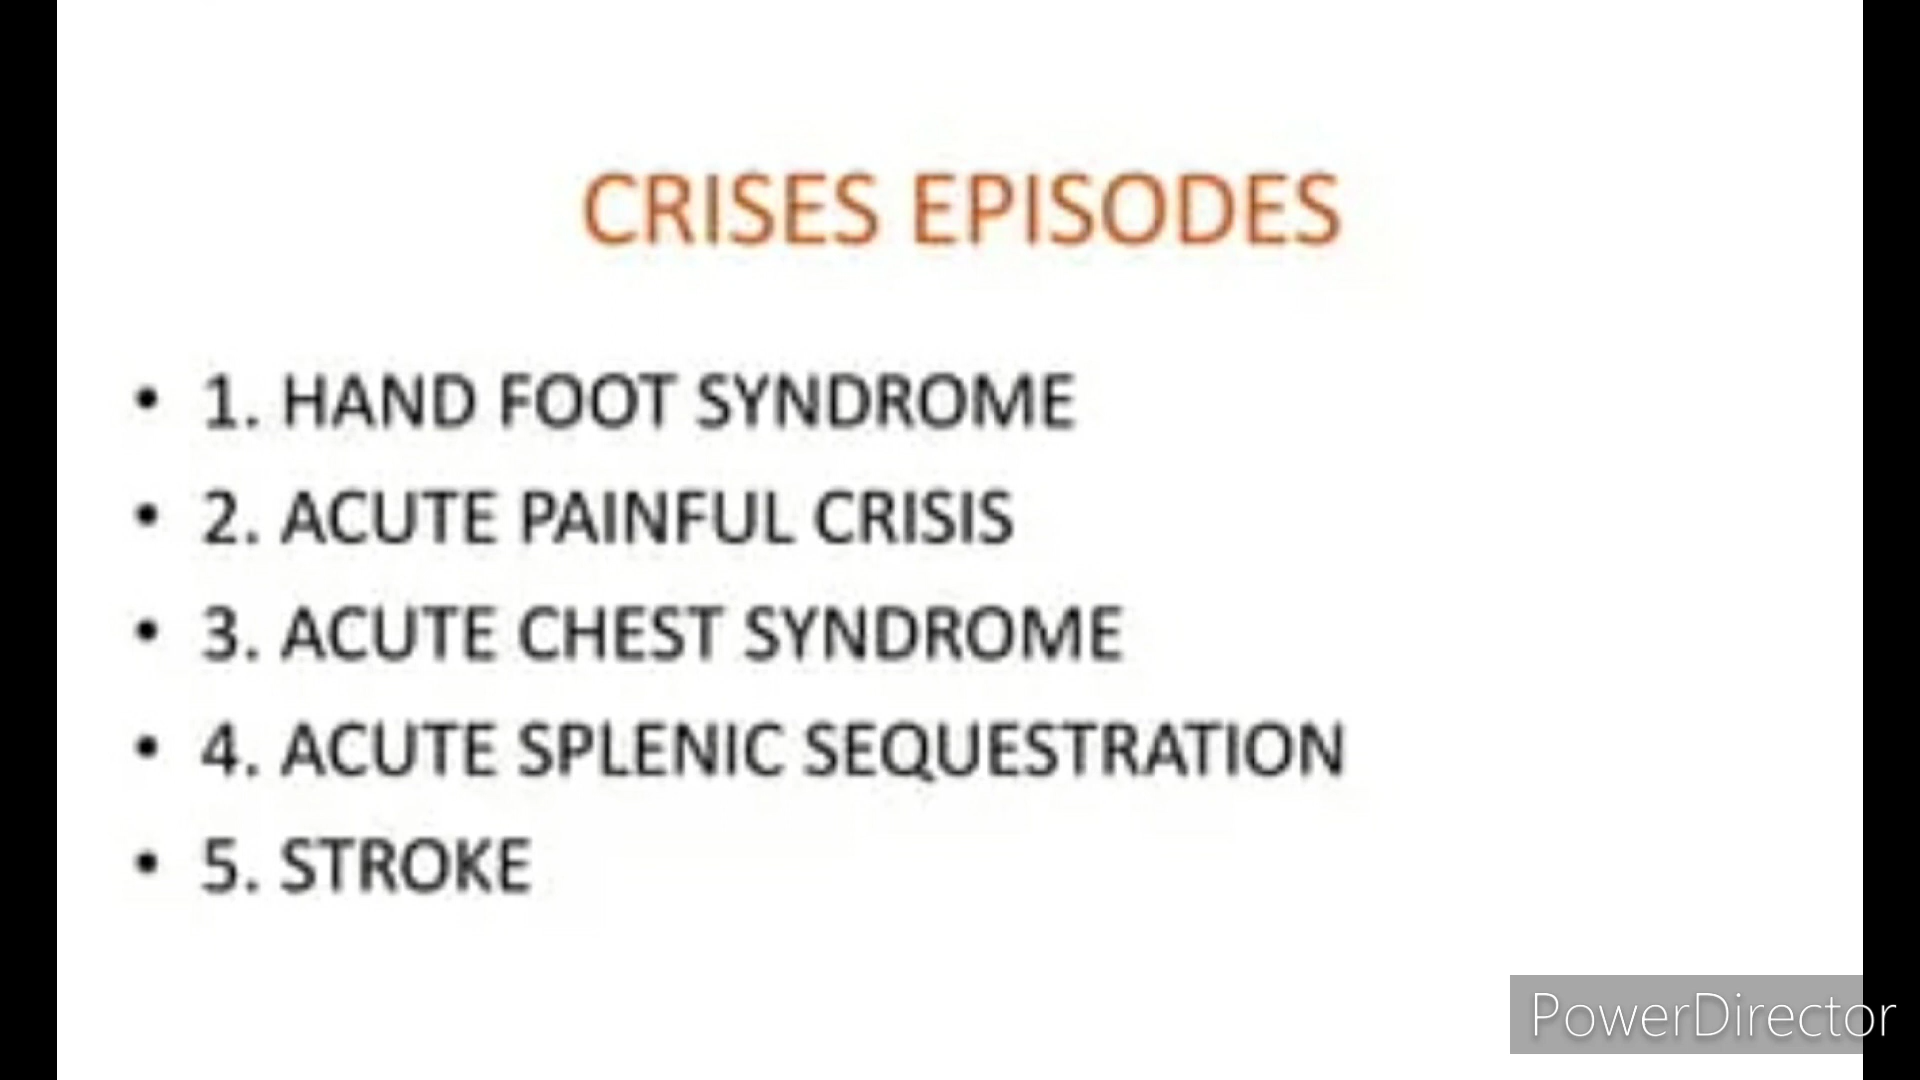 CRISES EPISODES
• 1. HAND FOOT SYNDROME
• 2. ACUTE PAINFUL CRISIS
• 3. ACUTE CHEST SYNDROME
• 4. ACUTE SPLENIC SEQUESTRATION
• 5. STROKE
PowerDirector